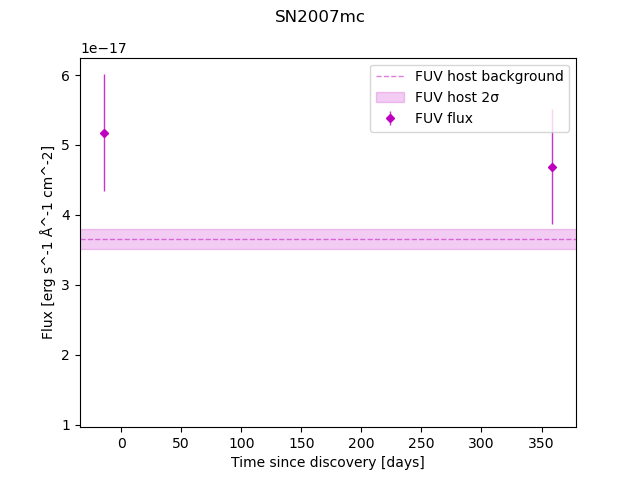 SN2007mc
1e−17
FUV host background
FUV host 2σ
FUV flux
6
5
4
3
2
1
Flux [erg s^-1 Å^-1 cm^-2]
0 50 100 150 200 250 300 350
Time since discovery [days]